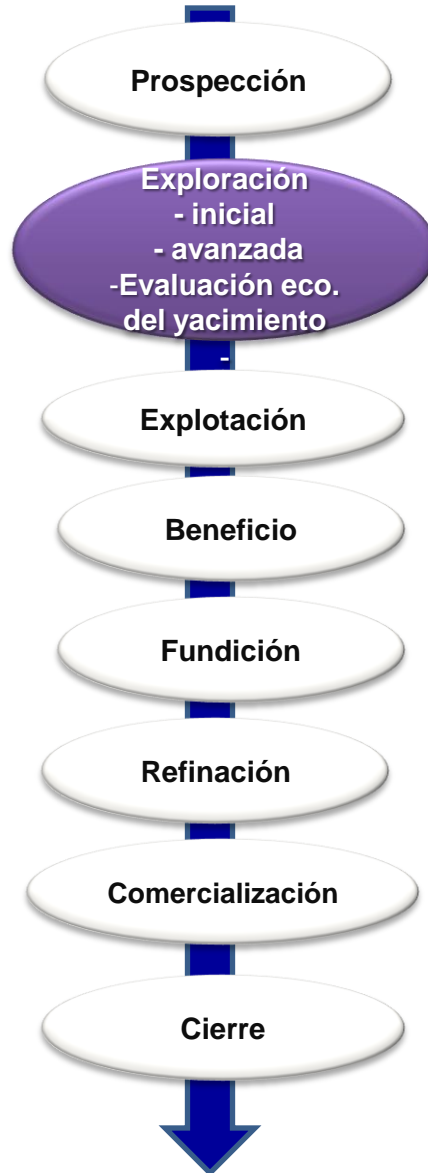 Prospección
Exploración
- inicial
- avanzada
-Evaluación eco.
del yacimiento
-
Explotación
Beneficio
Fundición
Refinación
Comercialización
Cierre